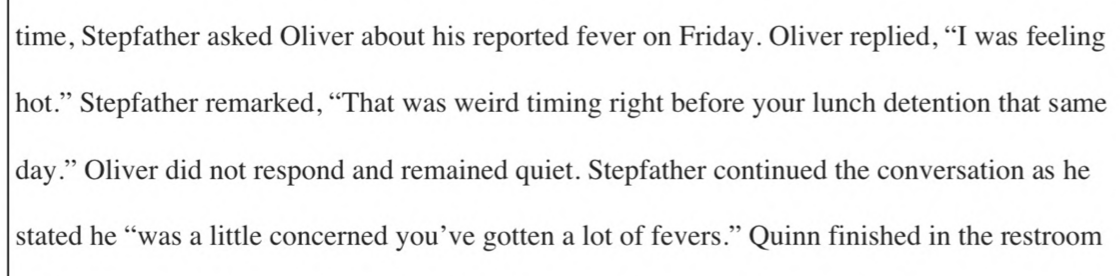 time, Stepfather asked Oliver about his reported fever on Friday. Oliver replied, “I was feeling
hot.” Stepfather remarked, “That was weird timing right before your lunch detention that same
day.” Oliver did not respond and remained quiet. Stepfather continued the conversation as he
stated he “was a little concerned you’ve gotten a lot of fevers.” Quinn finished in the restroom